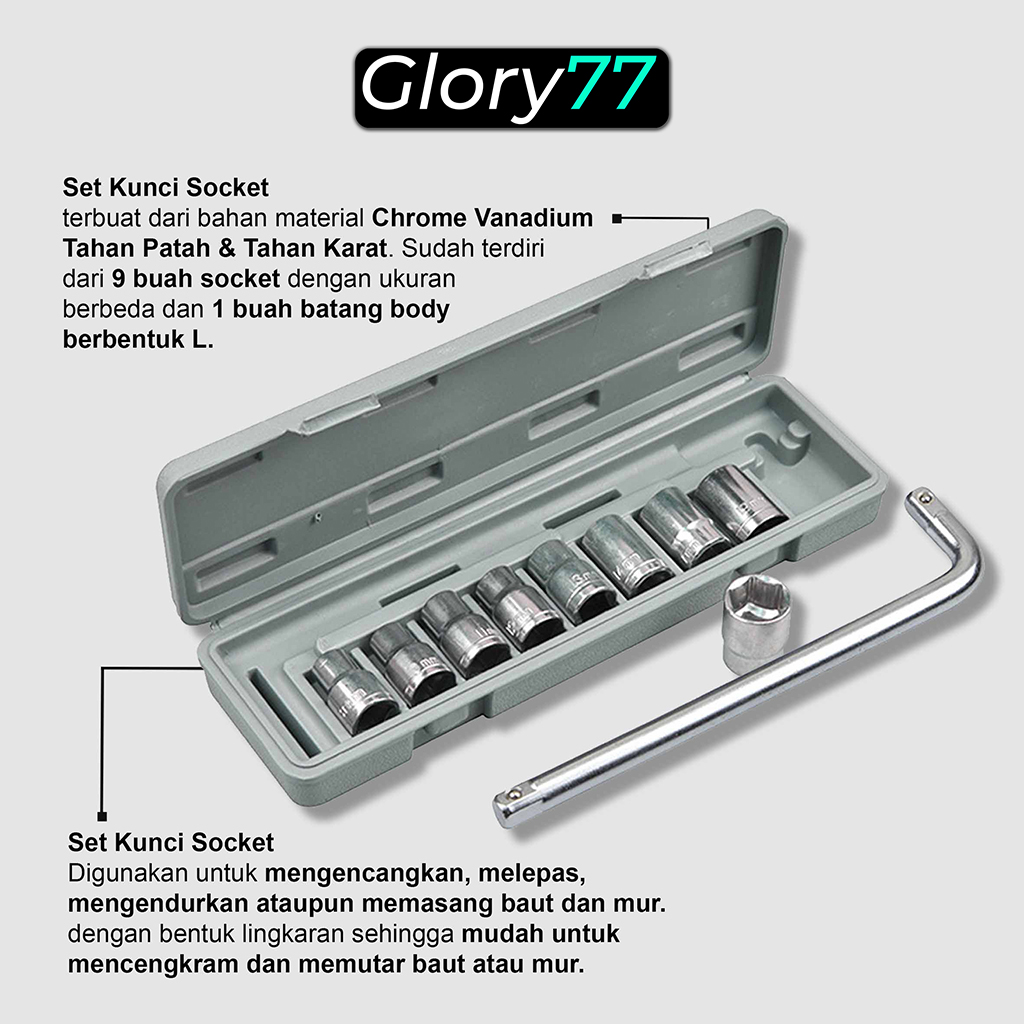 Glory77
Set Kunci Socket
terbuat dari bahan material Chrome Vanadium
Tahan Patah & Tahan Karat. Sudah terdiri
dari 9 buah socket dengan ukuran
berbeda dan 1 buah batang body
berbentuk L.
Set Kunci Socket
Digunakan untuk mengencangkan, melepas,
mengendurkan ataupun memasang baut dan mur.
dengan bentuk lingkaran sehingga mudah untuk
mencengkram dan memutar baut atau mur.